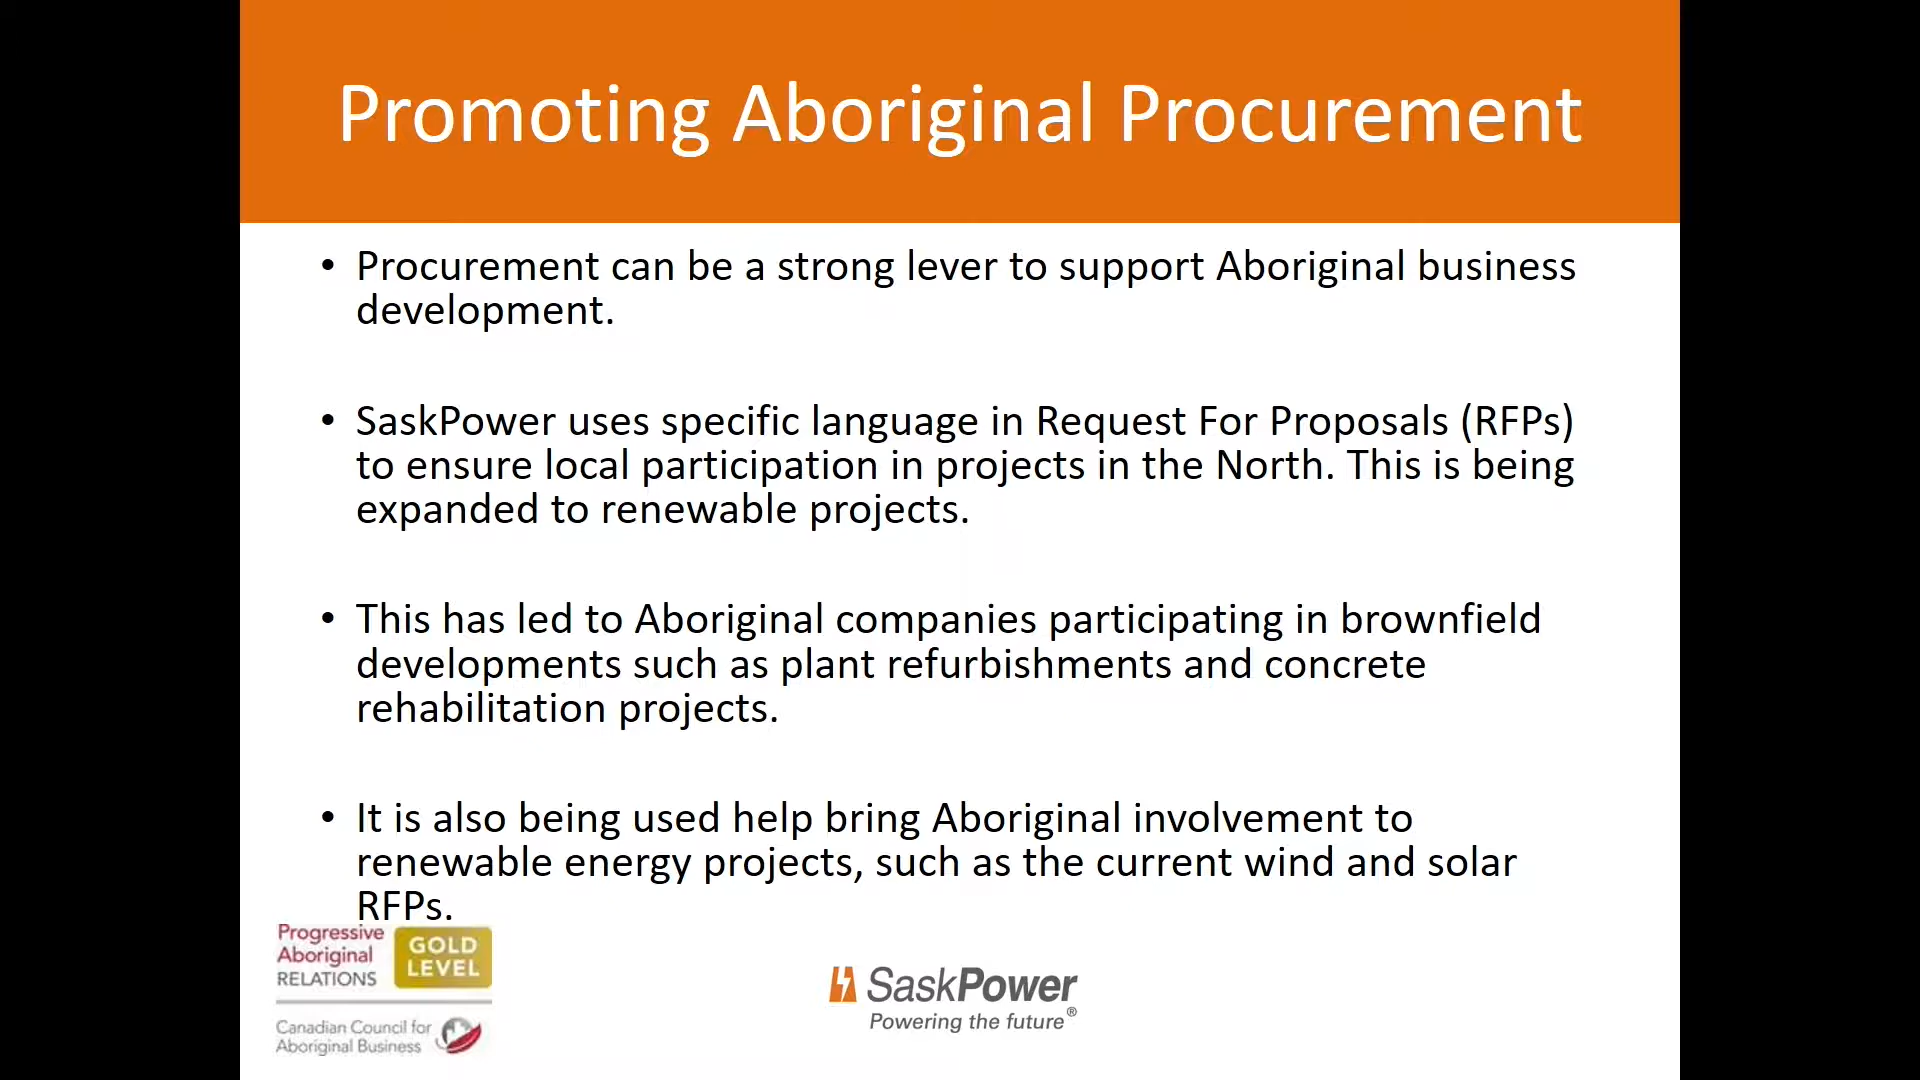 Promoting Aboriginal Procurement
• Procurement can be a strong lever to support Aboriginal business
development.
• SaskPower uses specific language in Request For Proposals (RFPs)
to ensure local participation in projects in the North. This is being
expanded to renewable projects.
• This has led to Aboriginal companies participating in brownfield
developments such as plant refurbishments and concrete
rehabilitation projects.
• It is also being used help bring Aboriginal involvement to
renewable energy projects, such as the current wind and solar
RFPs.
Progressive
Aboriginal
RELATIONS
GOLD
LEVEL
Canadian Council for
Aboriginal Business
SaskPower
Powering the future®